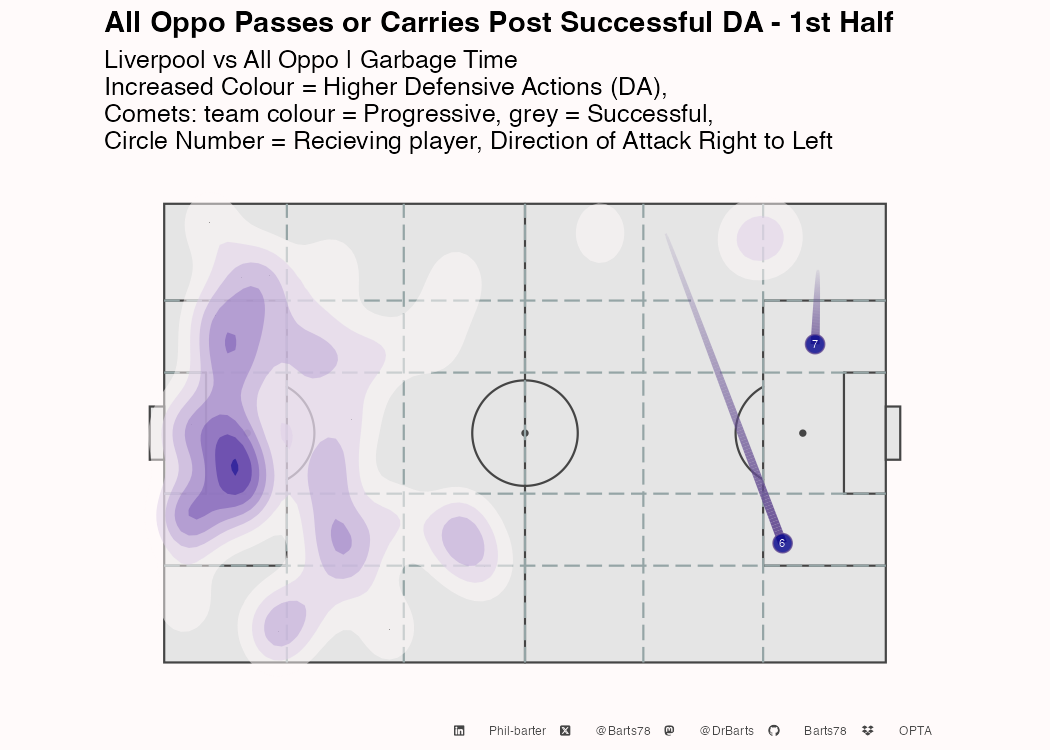 All Oppo Passes or Carries Post Successful DA - 1st Half
Liverpool vs All Oppo | Garbage Time
Increased Colour = Higher Defensive Actions (DA),
Comets: team colour = Progressive, grey = Successful,
Circle Number = Recieving player, Direction of Attack Right to Left
7
6
Phil-barter @Barts78 @DrBarts Barts78 OPTA